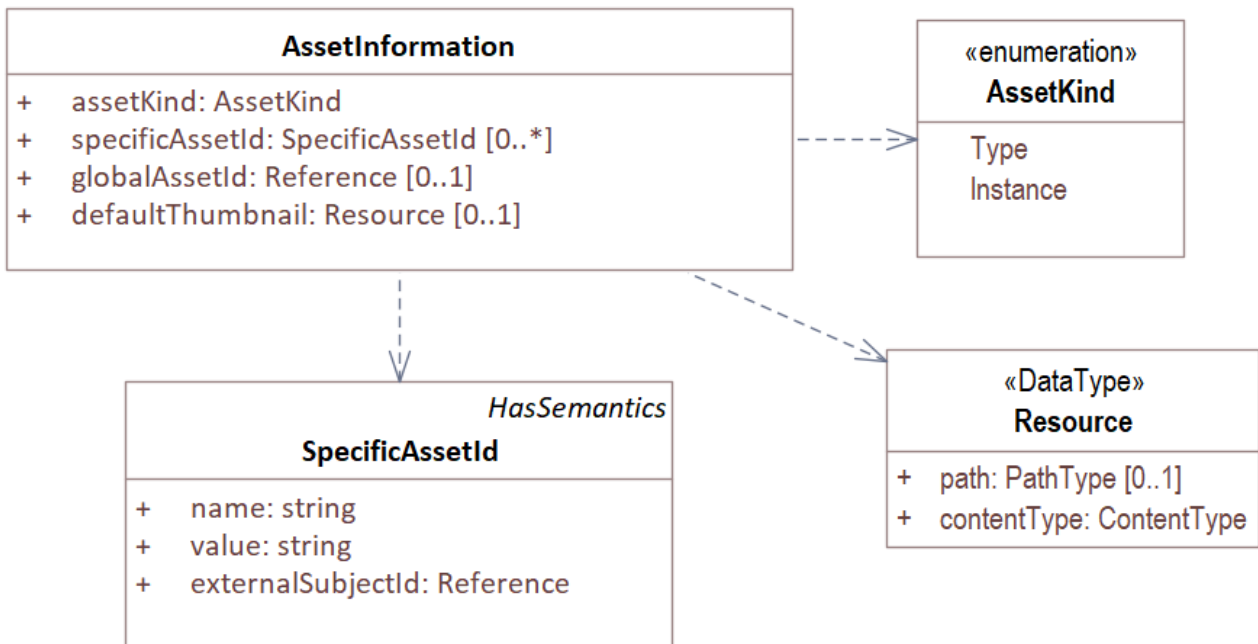 AssetInformation
+ assetKind: AssetKind
+ specificAssetId: SpecificAssetId [0..*]
+ globalAssetId: Reference [0..1]
+ defaultThumbnail: Resource [0..1]
«enumeration»
AssetKind
Type
Instance
HasSemantics
SpecificAssetId
+ name: string
+ value: string
+ externalSubjectId: Reference
«DataType»
Resource
+ path: PathType [0..1]
+ contentType: ContentType